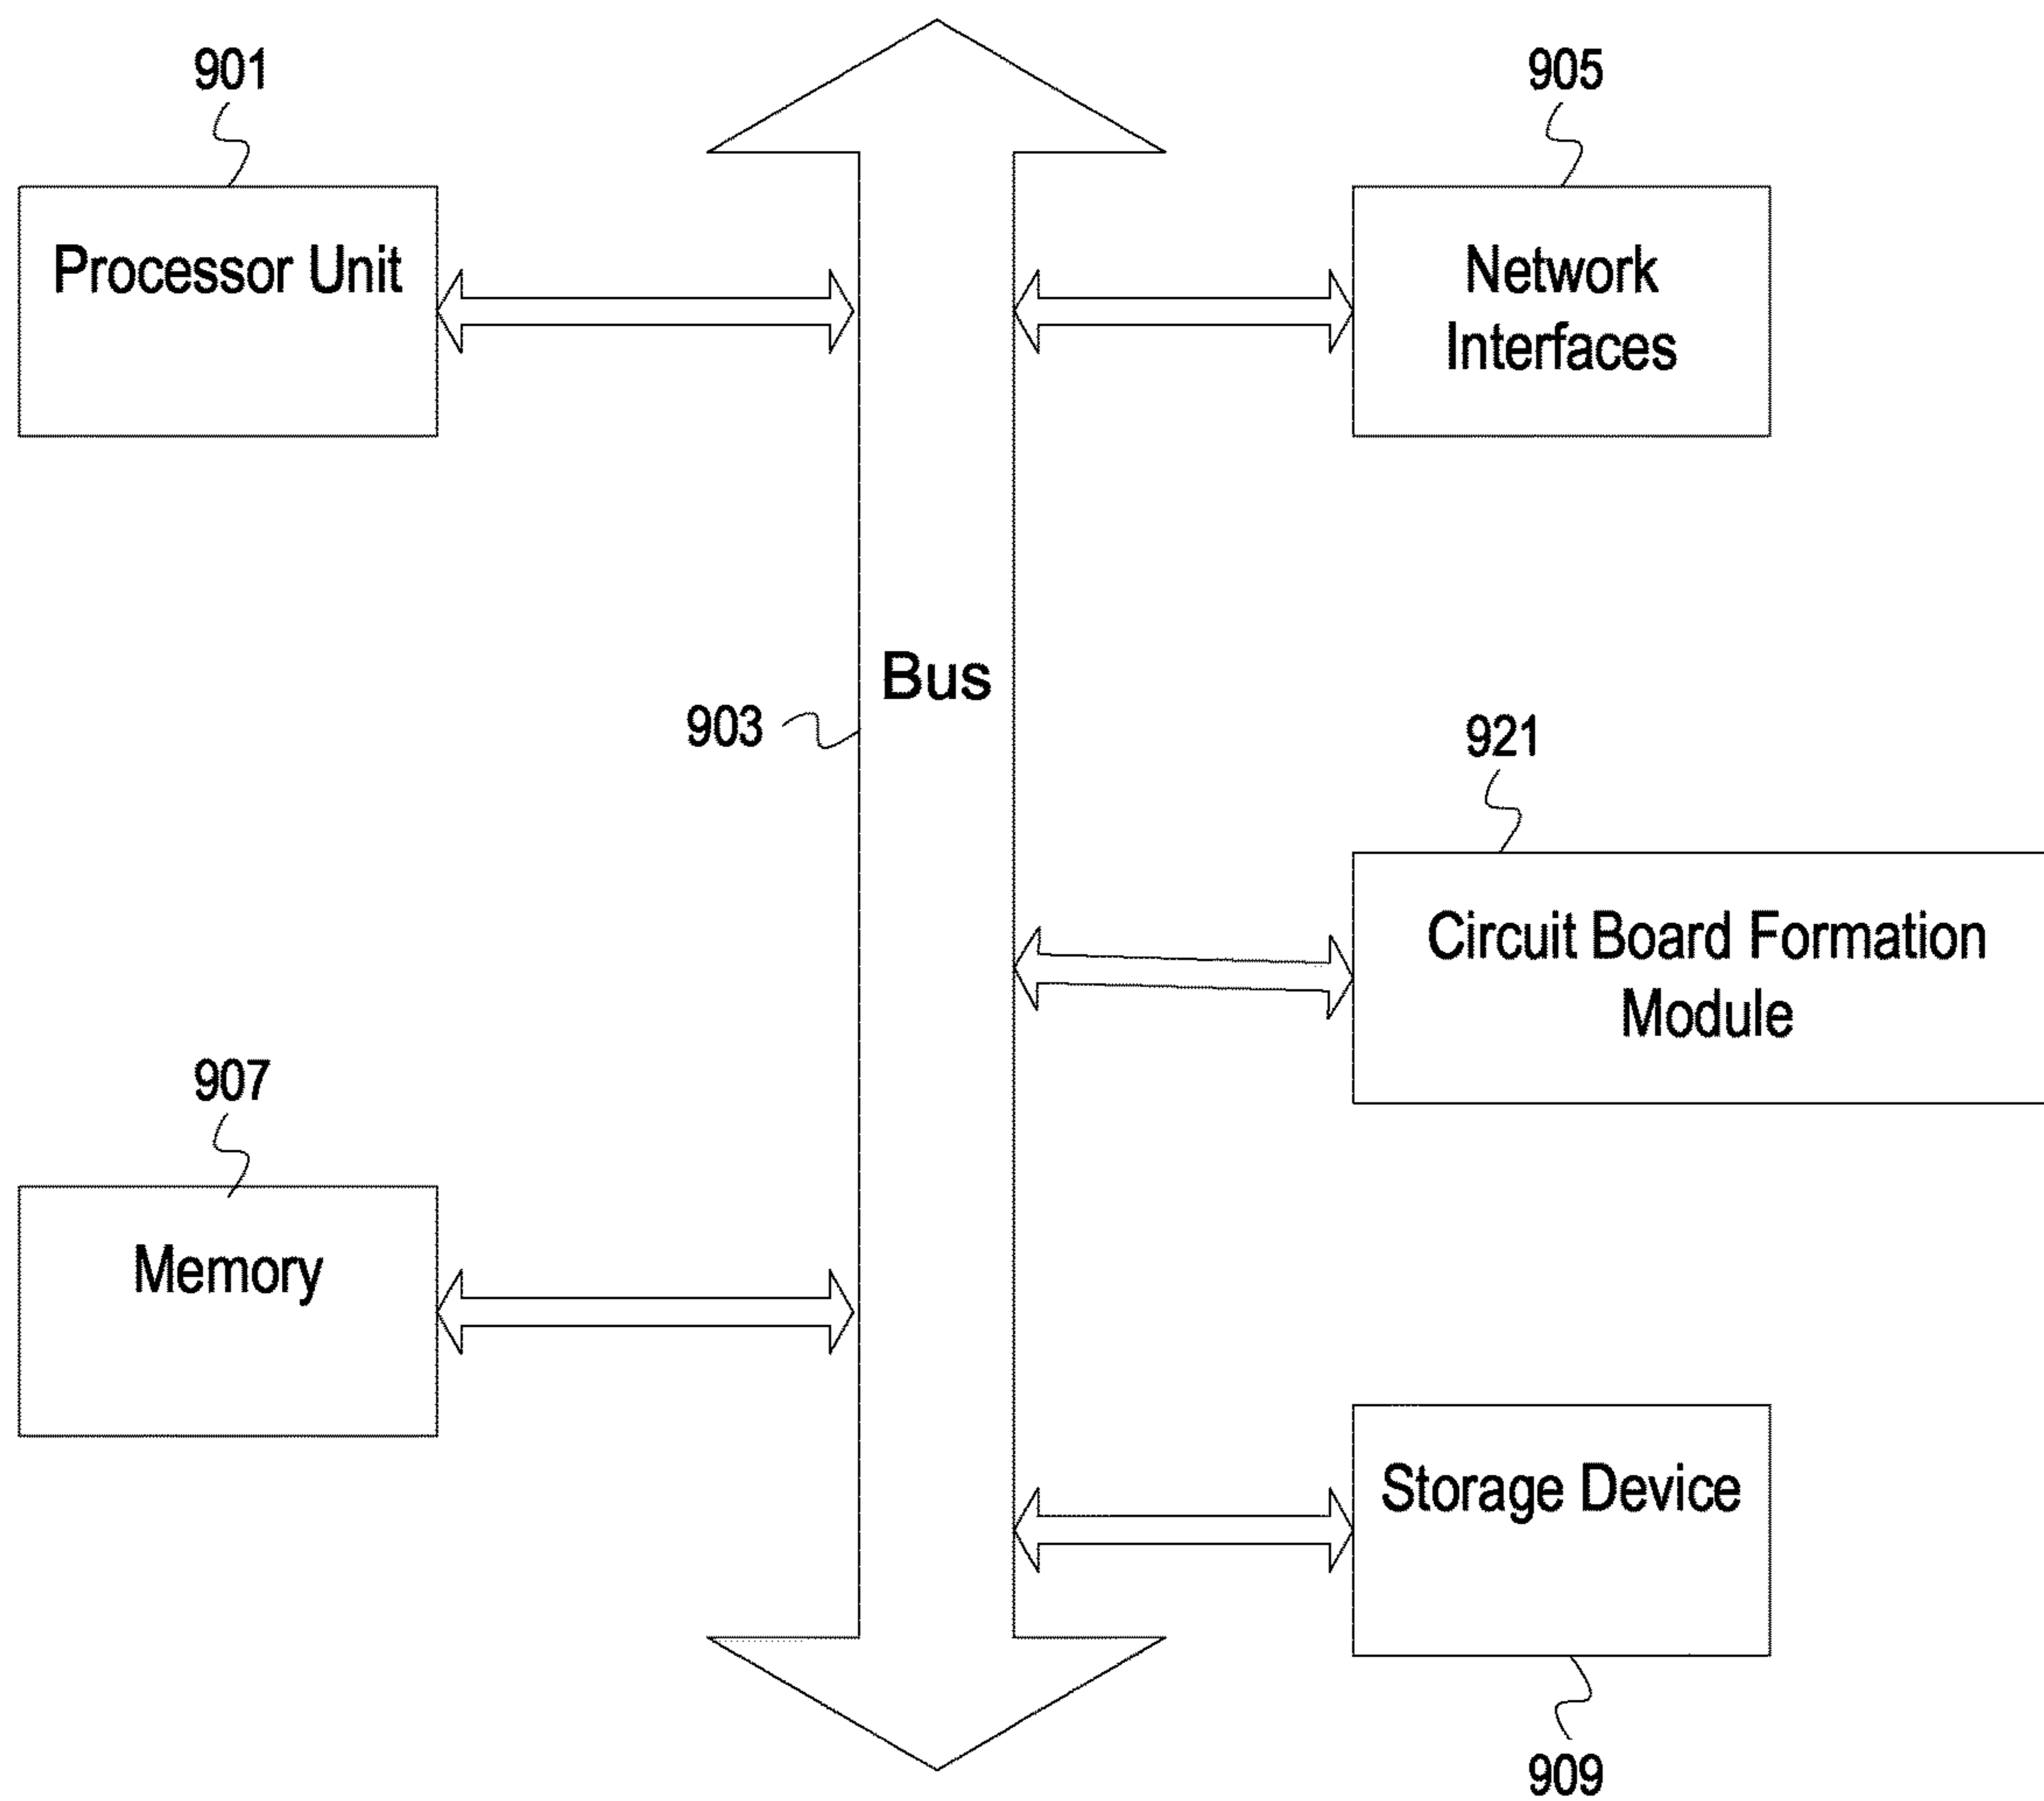 901
Processor Unit
905
Network
Interfaces
Bus
903
921
Circuit Board Formation
Module
907
Memory
Storage Device
909